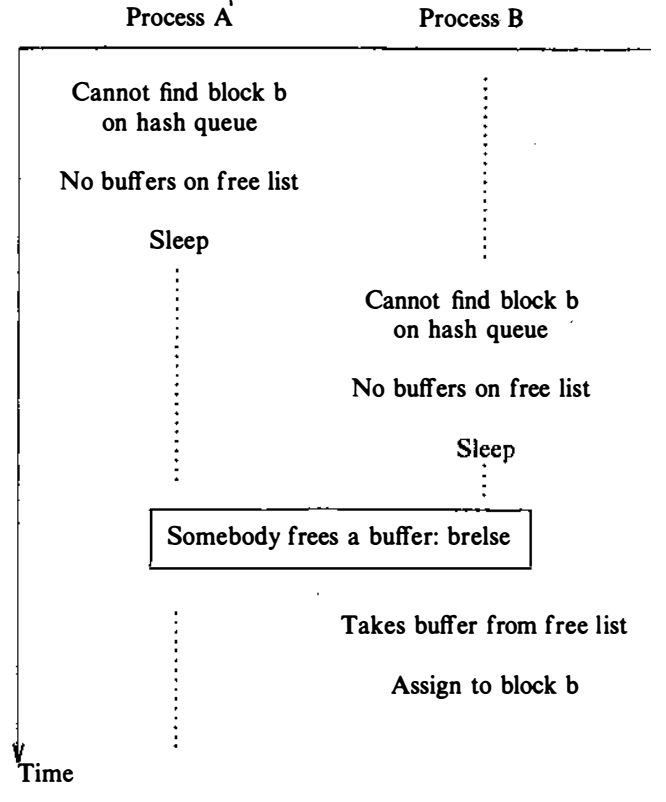 Process A
Process B
Cannot find block b
on hash queue
No buffers on free list
Sleep
Cannot find block b
on hash queue
No buffers on free list
Sleep
Somebody frees a buffer: brelse
Takes buffer from free list
Assign to block b
Time